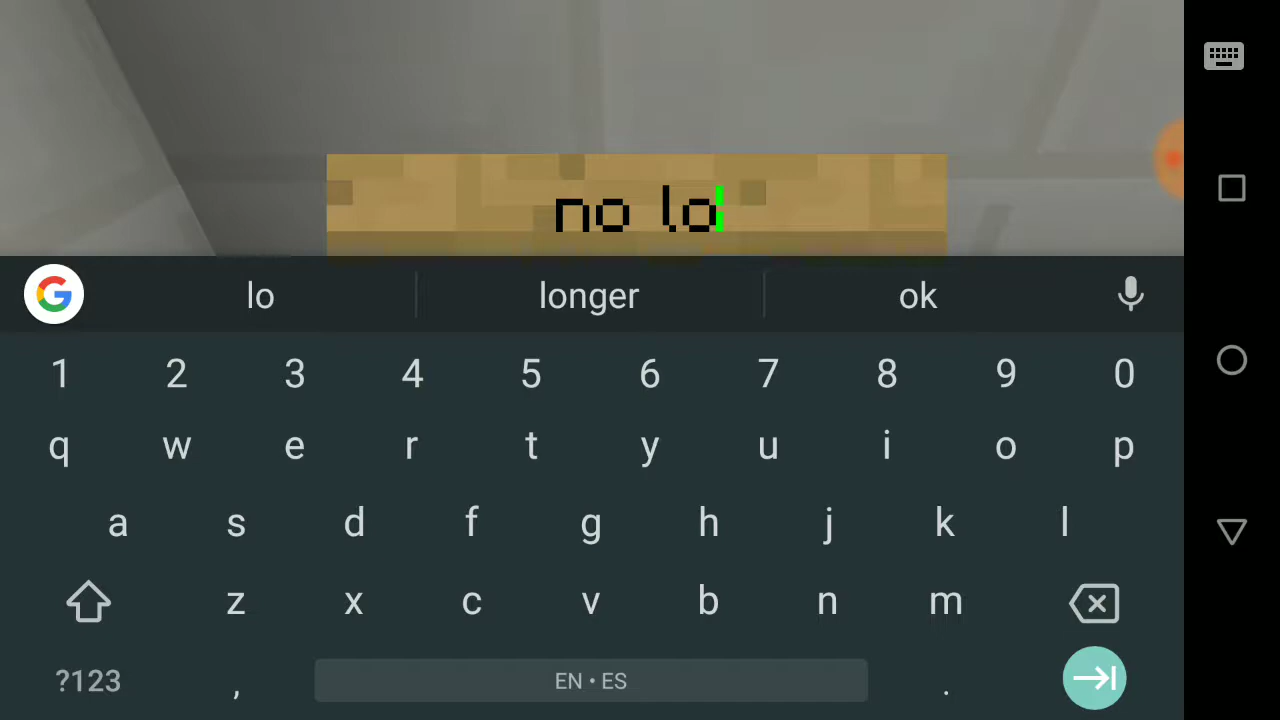 no lo
lo longer ok
1 2 3 4 5 6 7 8 9 0
q w e r t y u i o p
a s d f g h j k l
z x c v b n m
?123 , EN • ES .